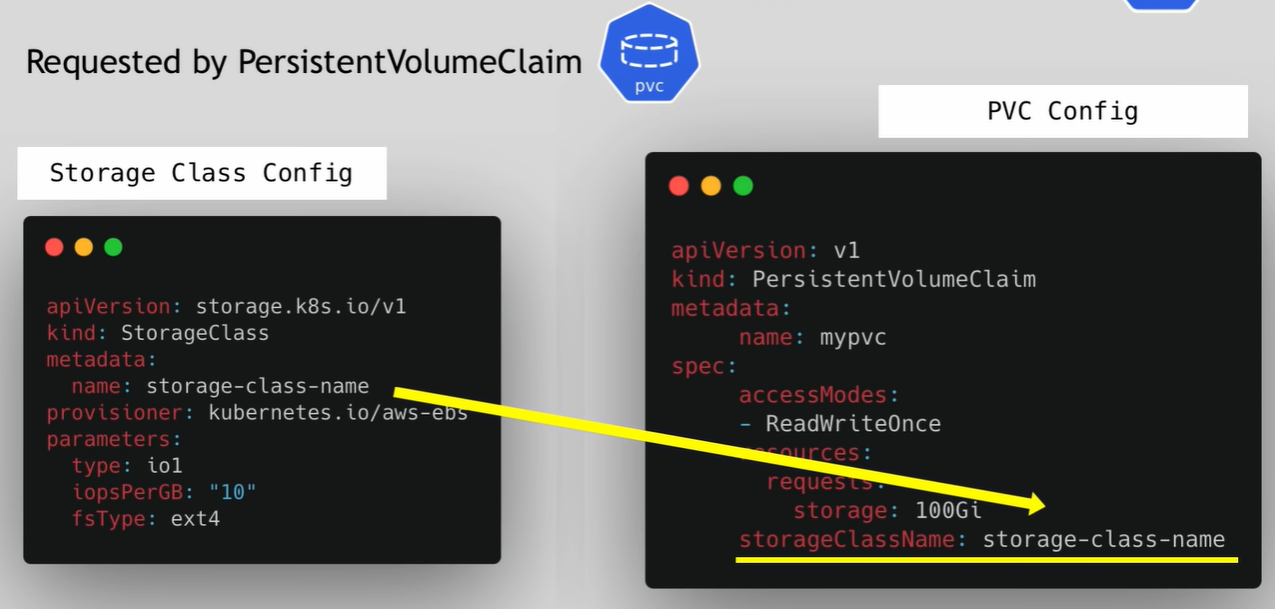 Requested by PersistentVolumeClaim
pvc
Storage Class Config
apiVersion: storage.k8s.io/v1
kind: StorageClass
metadata:
  name: storage-class-name
provisioner: kubernetes.io/aws-ebs
parameters:
  type: io1
  iopsPerGB: "10"
  fsType: ext4
PVC Config
apiVersion: v1
kind: PersistentVolumeClaim
metadata:
     name: mypvc
spec:
     accessModes:
     - ReadWriteOnce
     resources:
       requests:
         storage: 100Gi
     storageClassName: storage-class-name